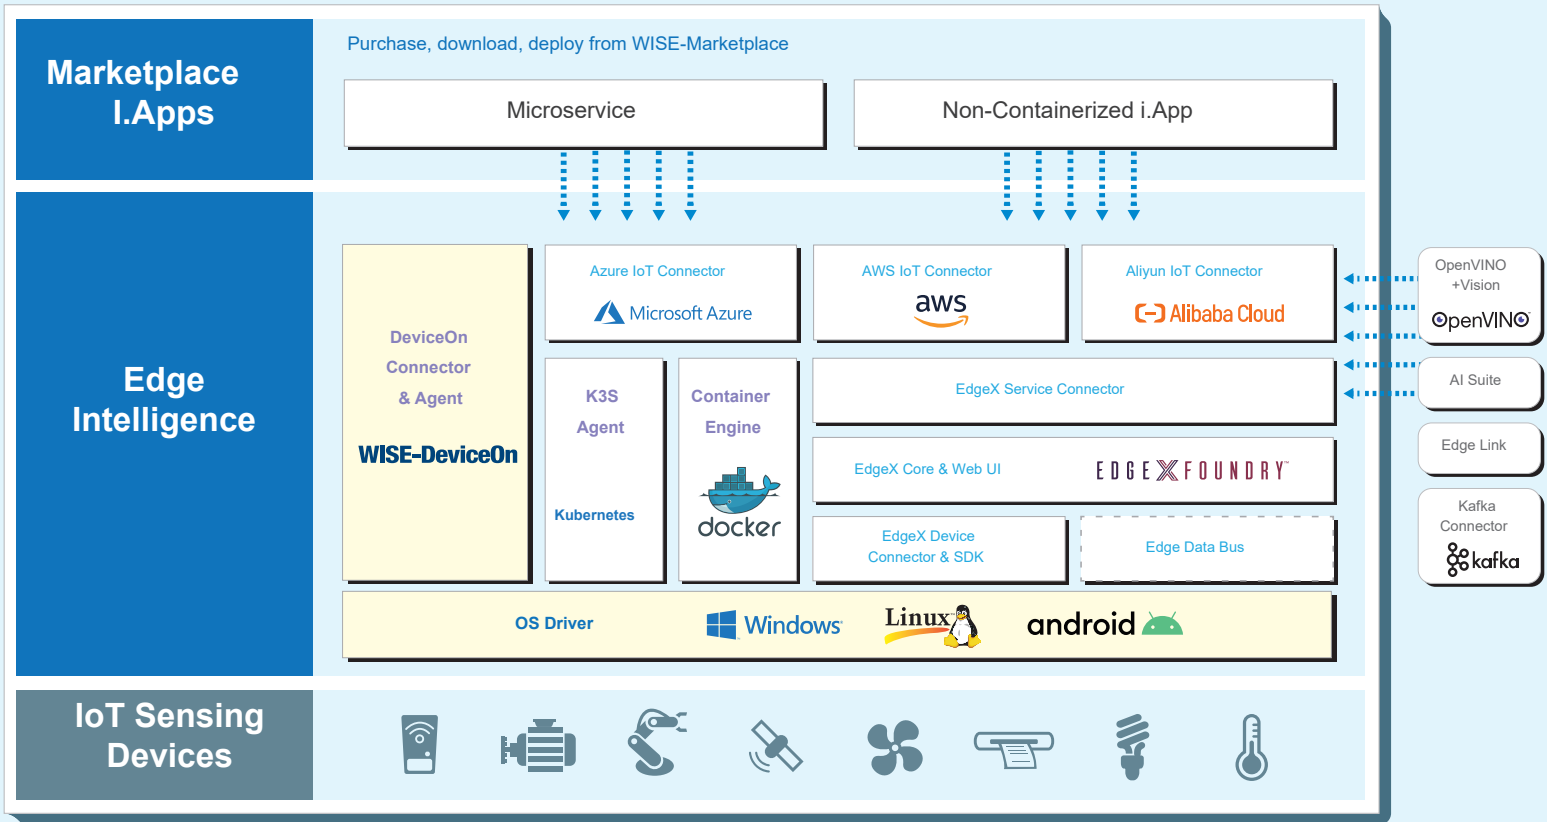 Marketplace
I.Apps
Purchase, download, deploy from WISE-Marketplace
Microservice
Non-Containerized i.App
Edge
Intelligence
DeviceOn
Connector
& Agent
WISE-DeviceOn
Azure IoT Connector
Microsoft Azure
AWS IoT Connector
aws
Aliyun IoT Connector
Alibaba Cloud
K3S
Agent
Kubernetes
Container
Engine
docker
EdgeX Service Connector
EdgeX Core & Web UI
EDGE X FOUNDRY™
EdgeX Device
Connector & SDK
Edge Data Bus
OS Driver
Windows
Linux
android
OpenVINO
+Vision
OpenVINO
AI Suite
Edge Link
Kafka
Connector
kafka
IoT Sensing
Devices